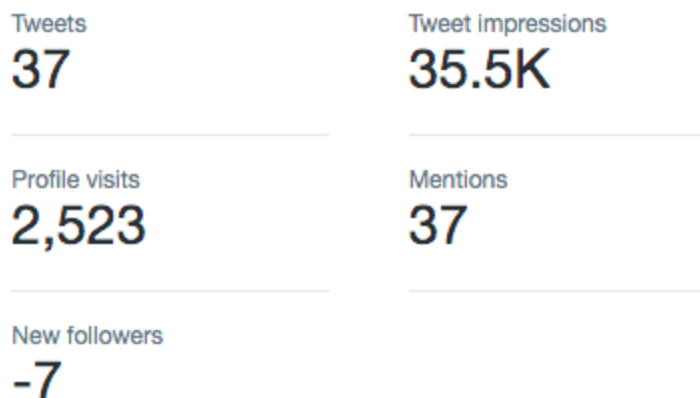 Tweets
Tweet impressions
37
35.5K
Profile visits
Mentions
2,523
37
New followers
-7